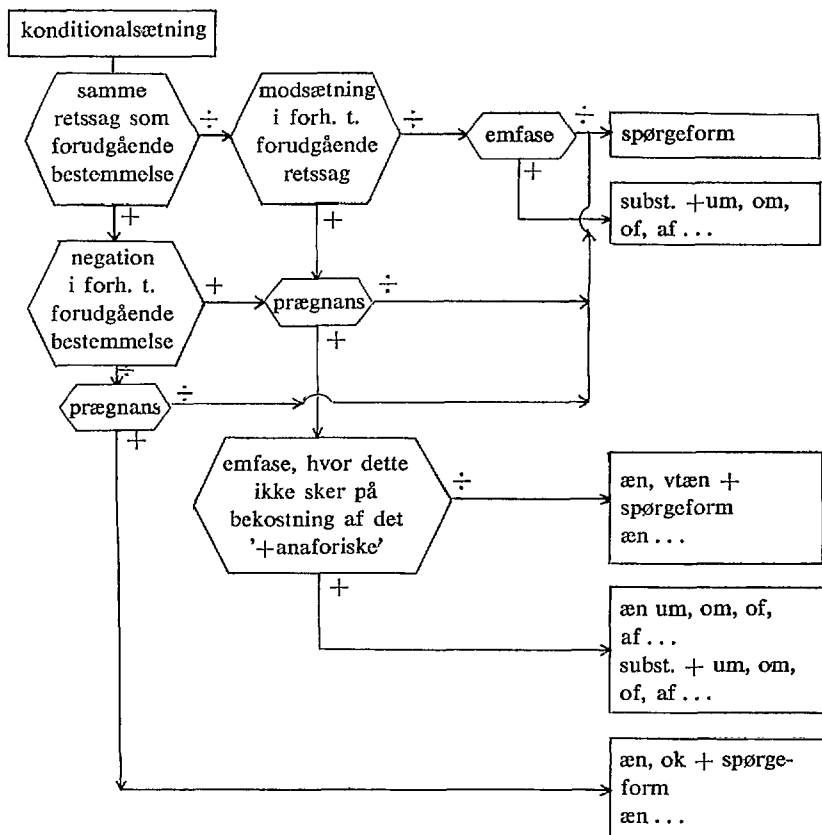 konditionalsætning
samme
retssag som
forudgående
bestemmelse
÷
+
modsætning
i forh. t.
forudgående
retssag
÷
+
emfase
÷
+
spørgeform
subst. +um, om,
of, af ...
negation
i forh. t.
forudgående
bestemmelse
+
÷
prægnans
÷
+
prægnans
÷
+
emfase, hvor dette
ikke sker på
bekostning af det
'+anaforiske'
÷
+
æn, vtæn +
spørgeform
æn ...
æn um, om, of,
af ...
subst. + um, om,
of, af ...
æn, ok + spørge-
form
æn ...